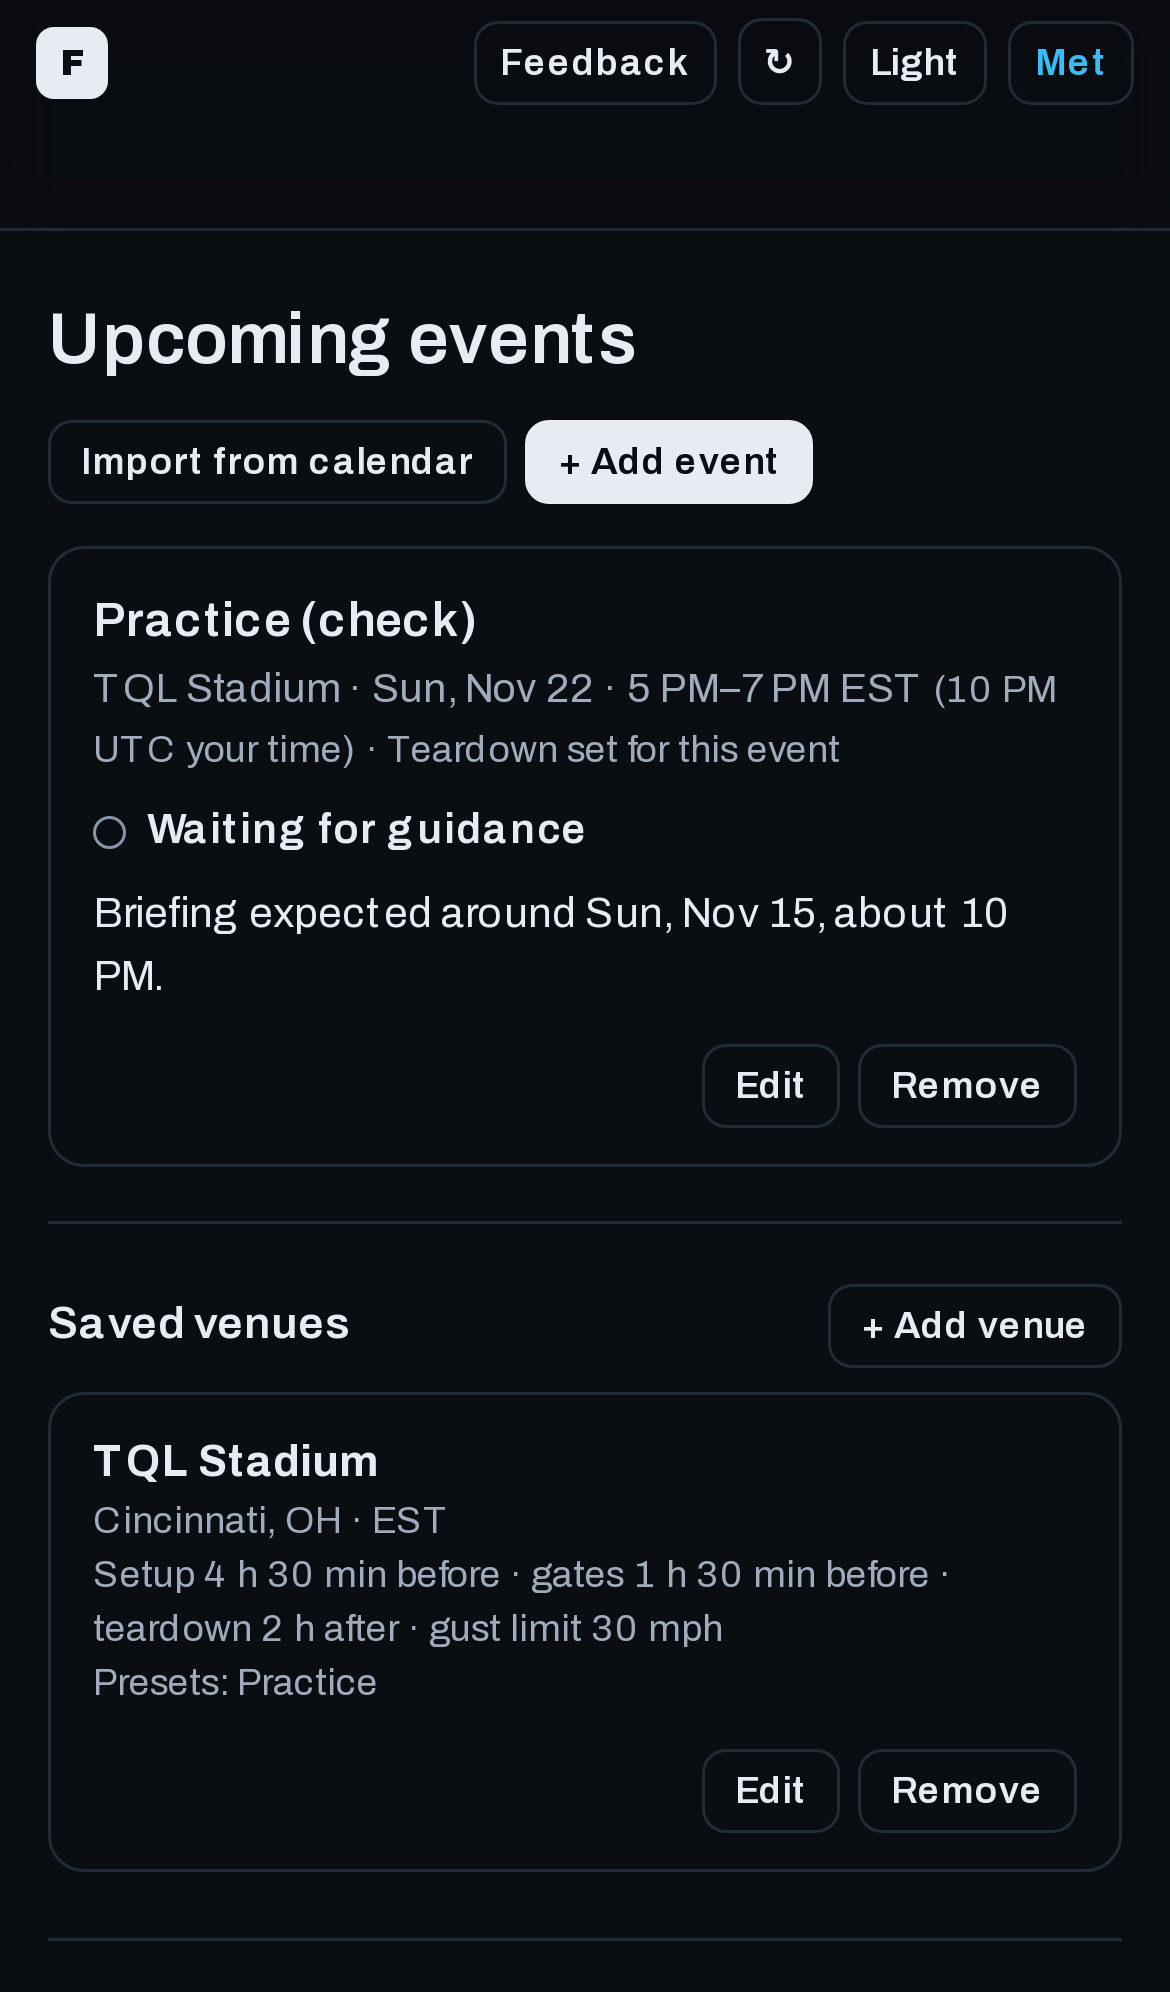 F
Feedback
↻
Light
Met
Upcoming events
Import from calendar
+ Add event
Practice (check)
TQL Stadium · Sun, Nov 22 · 5 PM–7 PM EST (10 PM
UTC your time) · Teardown set for this event
Waiting for guidance
Briefing expected around Sun, Nov 15, about 10
PM.
Edit
Remove
Saved venues
+ Add venue
TQL Stadium
Cincinnati, OH · EST
Setup 4 h 30 min before · gates 1 h 30 min before ·
teardown 2 h after · gust limit 30 mph
Presets: Practice
Edit
Remove